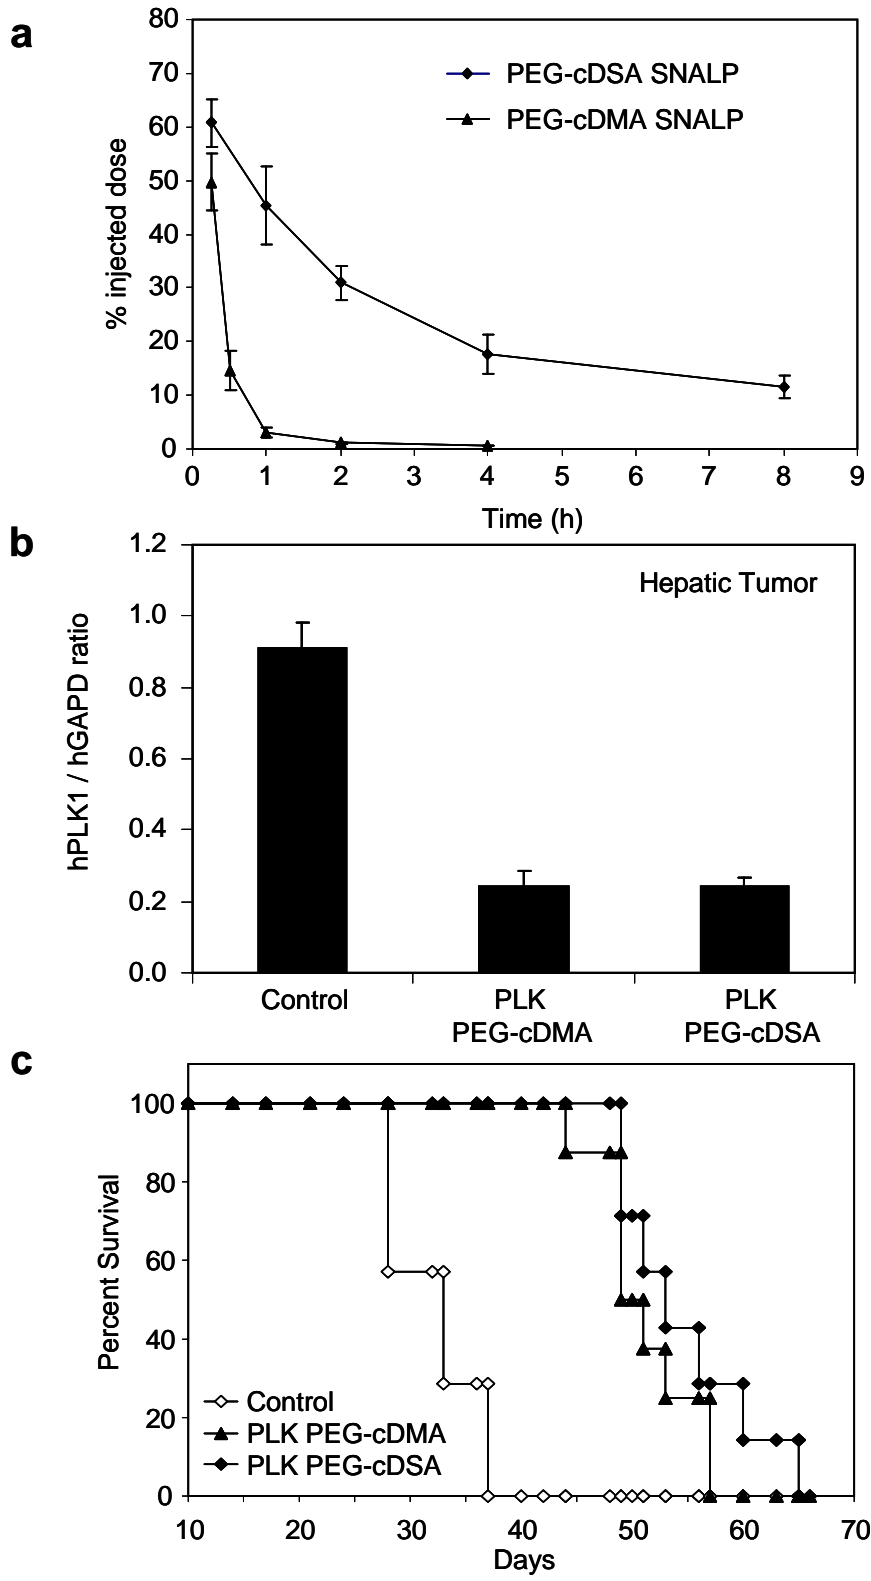 a
80
70
60
50
40
30
20
10
0
% injected dose
PEG-cDSA SNALP
PEG-cDMA SNALP
0 1 2 3 4 5 6 7 8 9
Time (h)
b
1.2
1.0
0.8
0.6
0.4
0.2
0.0
hPLK1 / hGAPD ratio
Hepatic Tumor
Control
PLK
PEG-cDMA
PLK
PEG-cDSA
c
100
80
60
40
20
0
Percent Survival
Control
PLK PEG-cDMA
PLK PEG-cDSA
10 20 30 40 50 60 70
Days